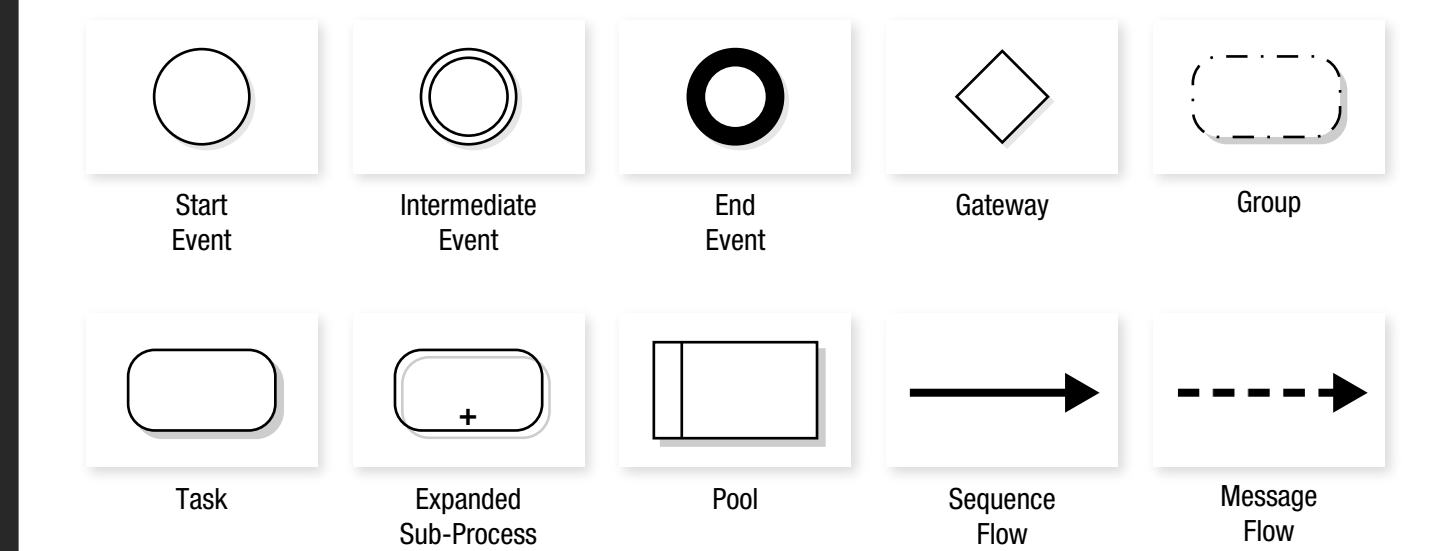 Start
Event
Intermediate
Event
End
Event
Gateway
Group
+
Task
Expanded
Sub-Process
Pool
Sequence
Flow
Message
Flow